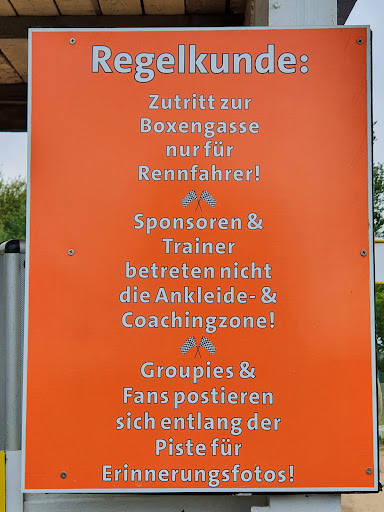 Regelkunde:
Zutritt zur
Boxengasse
nur für
Rennfahrer!
Sponsoren &
Trainer
betreten nicht
die Ankleide- &
Coachingzone!
Groupies &
Fans postieren
sich entlang der
Piste für
Erinnerungsfotos!